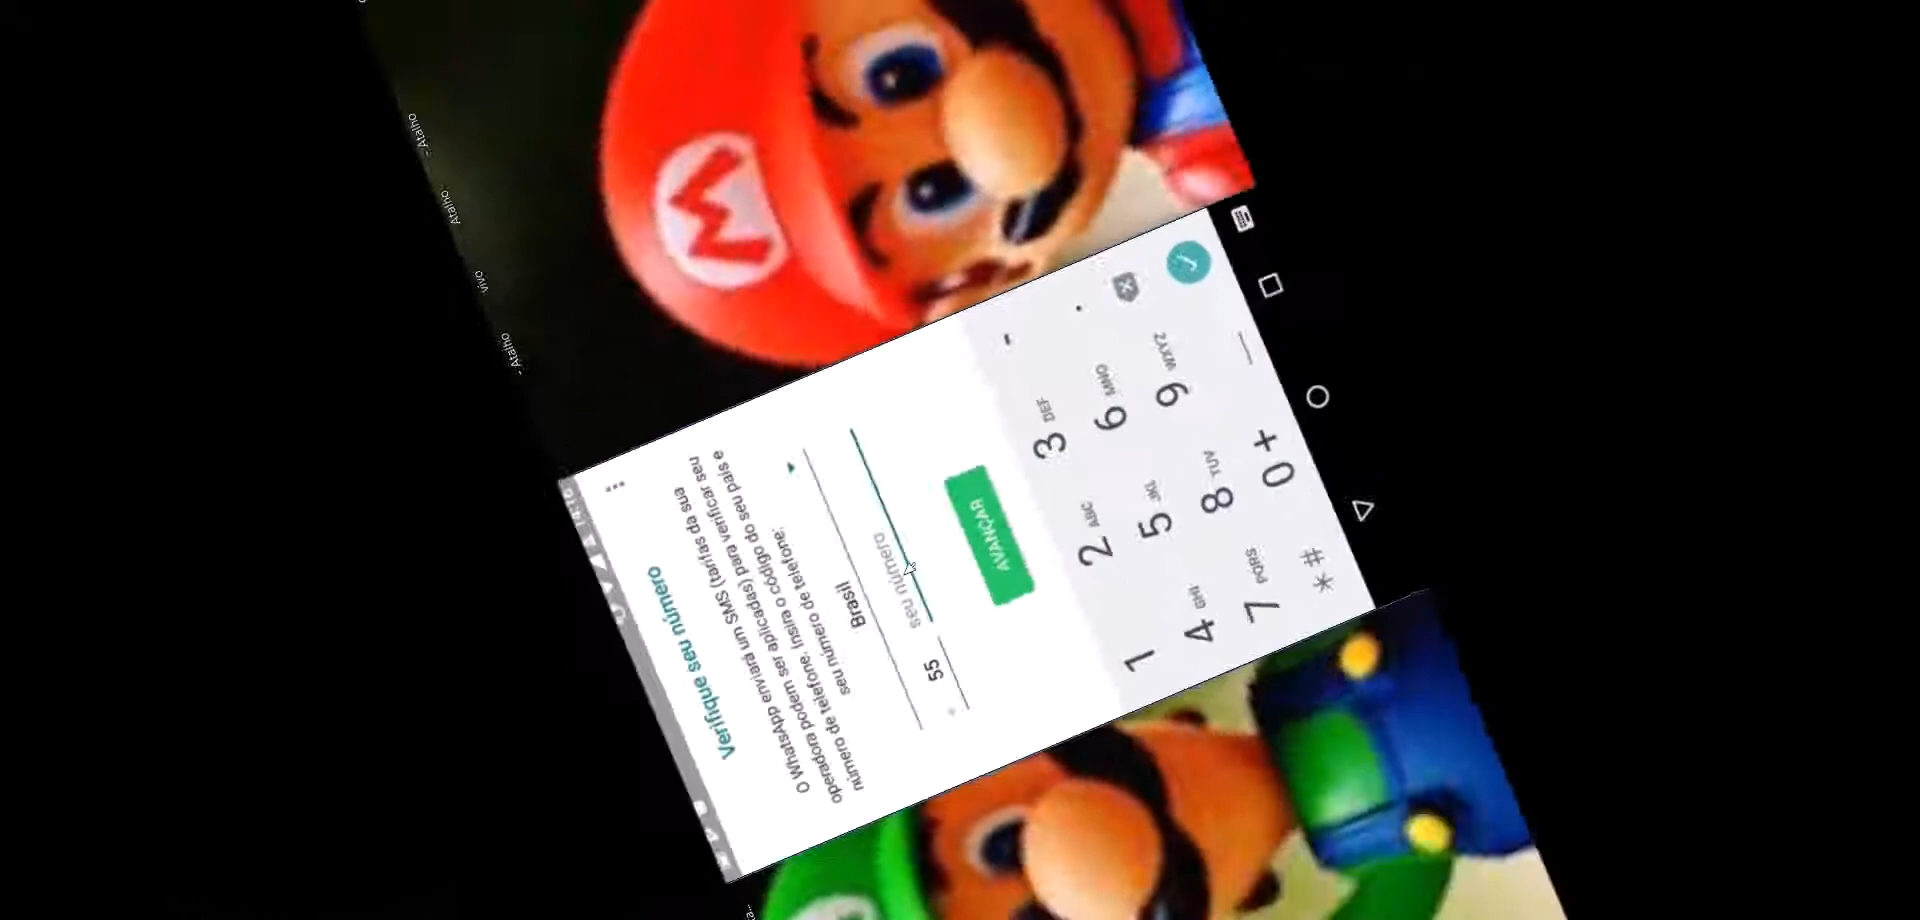 14:16
Verifique seu número
O WhatsApp enviará um SMS (tarifas da sua
operadora podem ser aplicadas) para verificar seu
número de telefone. Insira o código do seu país e
seu número de telefone:
Brasil
+ 55 seu número
AVANÇAR
1
2 ABC
3 DEF
-
4 GHI
5 JKL
6 MNO
.
7 PQRS
8 TUV
9 WXYZ
* #
0 +
- Atalho
Atalho
vivo
- Atalho
M